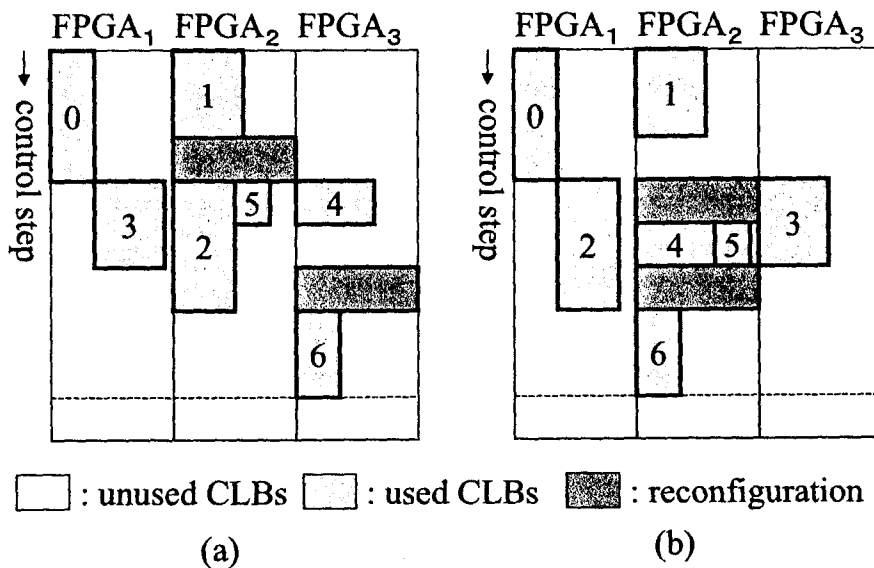 FPGA₁ FPGA₂ FPGA₃ FPGA₁ FPGA₂ FPGA₃
→ control step
0
1
2
3
4
5
6
→ control step
0
1
2
3
4
5
6
: unused CLBs : used CLBs : reconfiguration
(a) (b)